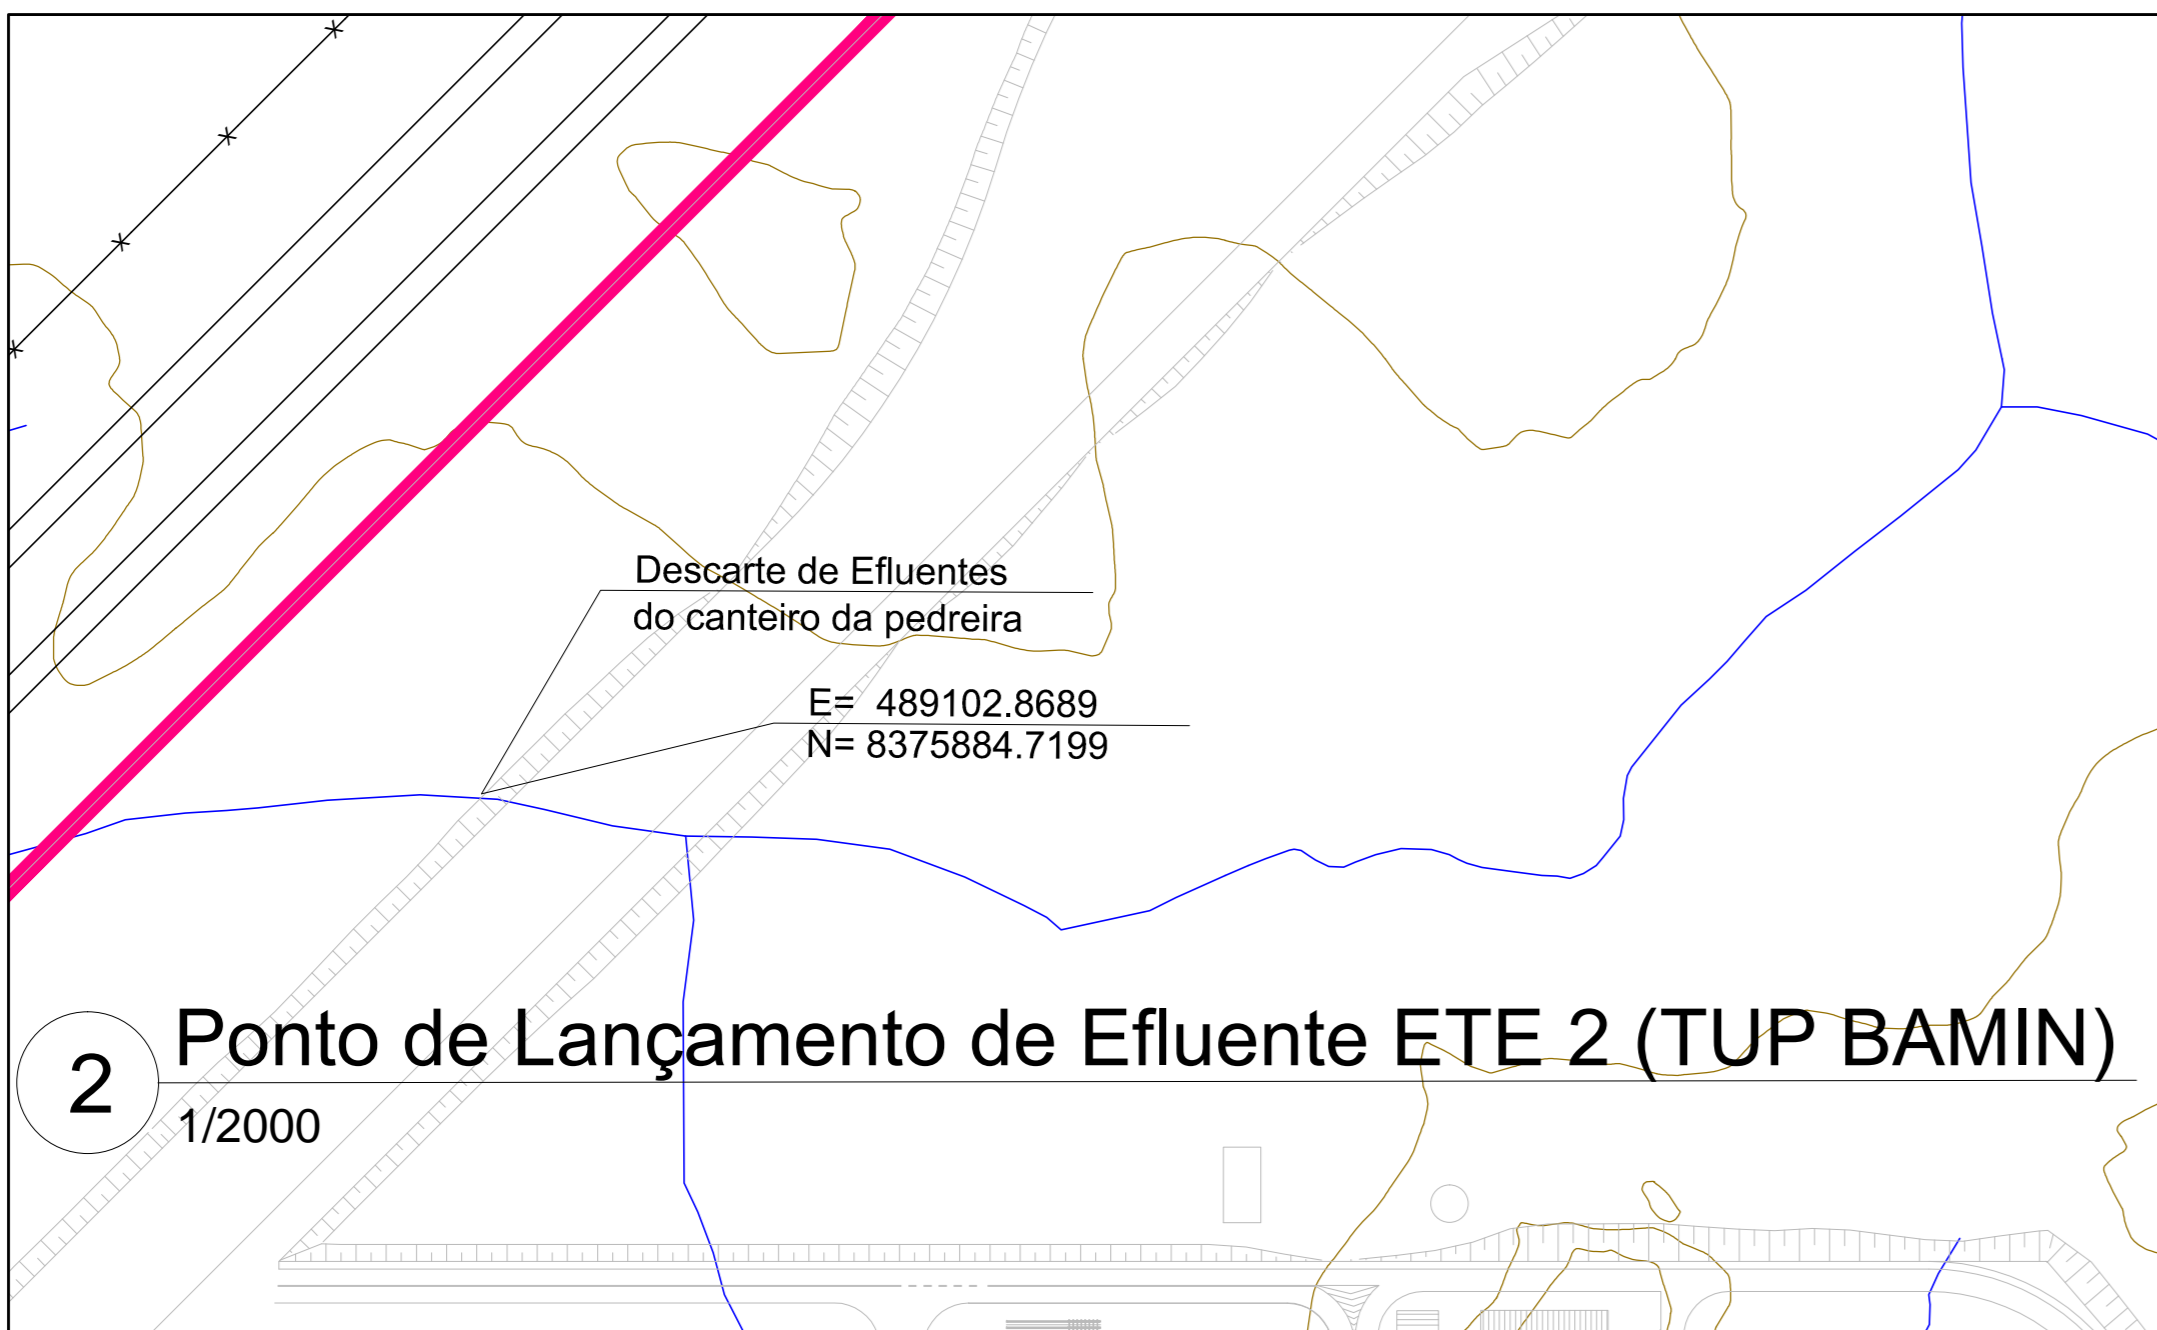 Descarte de Efluentes
do canteiro da pedreira
E= 489102.8689
N= 8375884.7199
2 Ponto de Lançamento de Efluente ETE 2 (TUP BAMIN)
1/2000